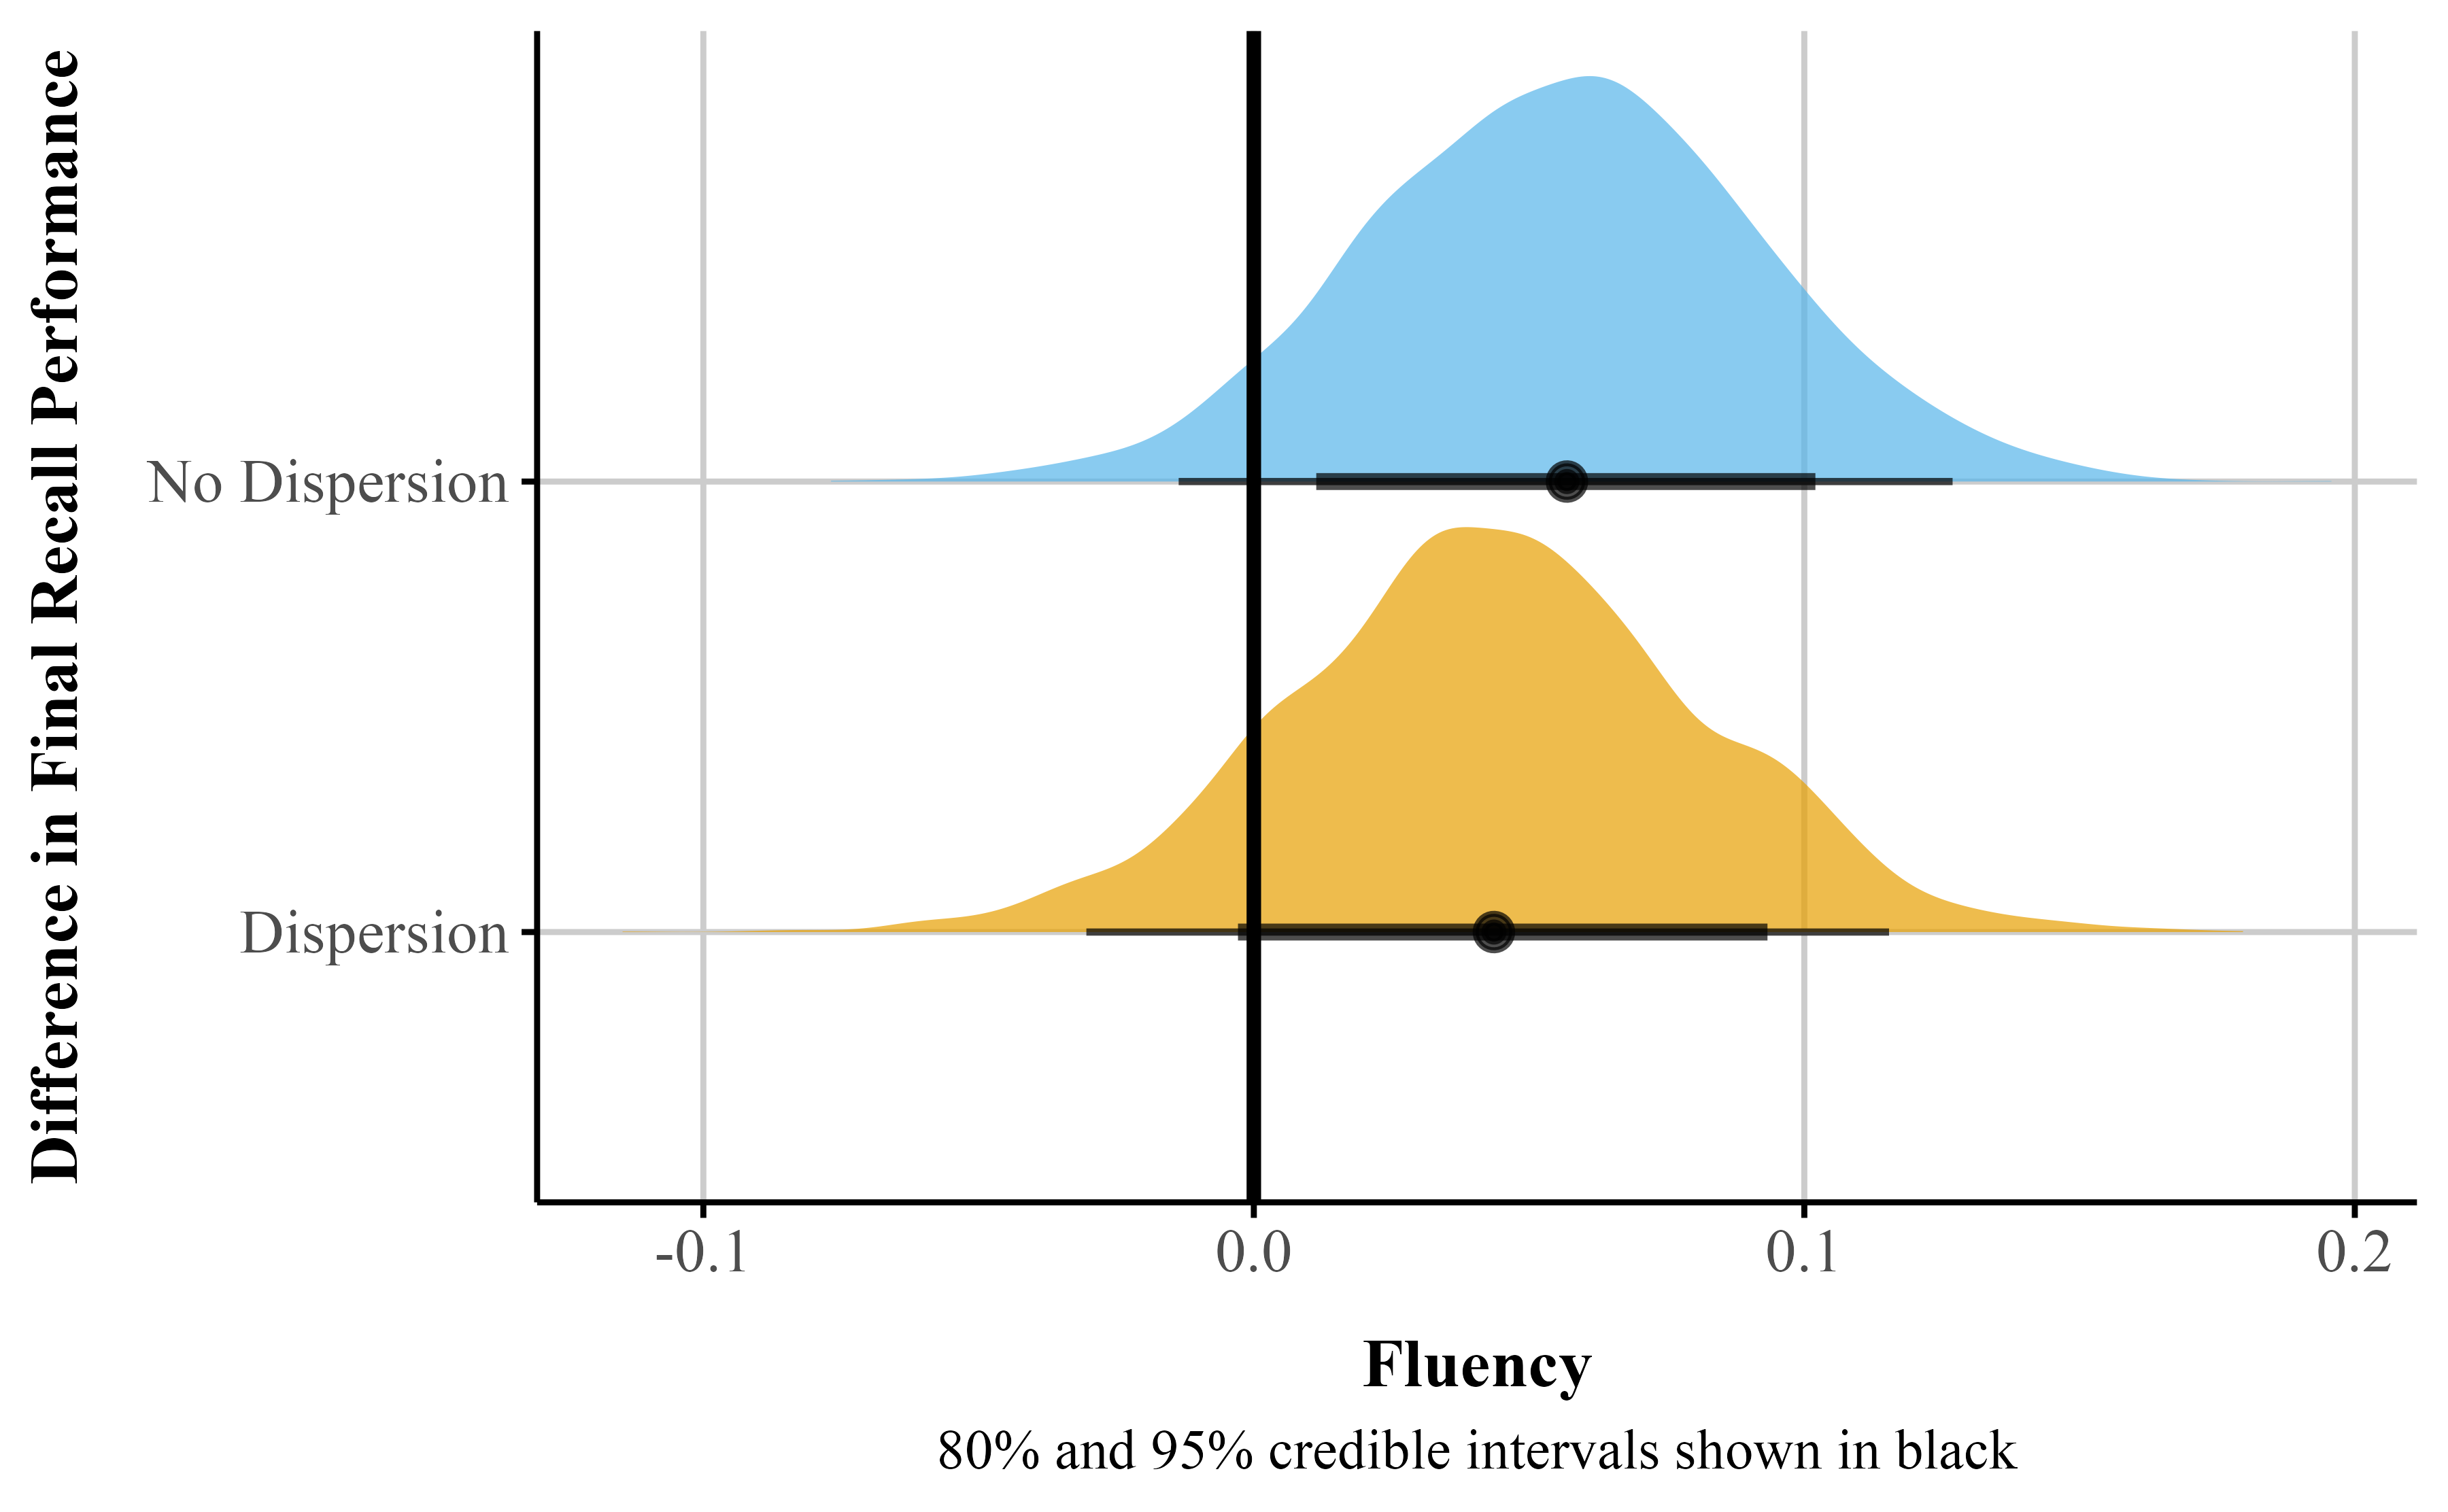 Difference in Final Recall Performance
No Dispersion
Dispersion
-0.1
0.0
0.1
0.2
Fluency
80% and 95% credible intervals shown in black